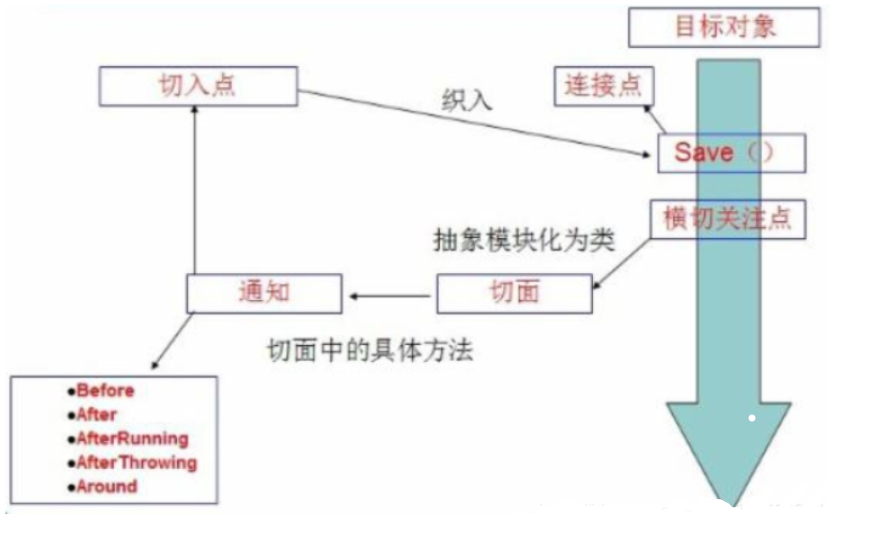 目标对象
切入点
连接点
织入
Save（）
横切关注点
抽象模块化为类
通知
切面
切面中的具体方法
●Before
●After
●AfterRunning
●AfterThrowing
●Around